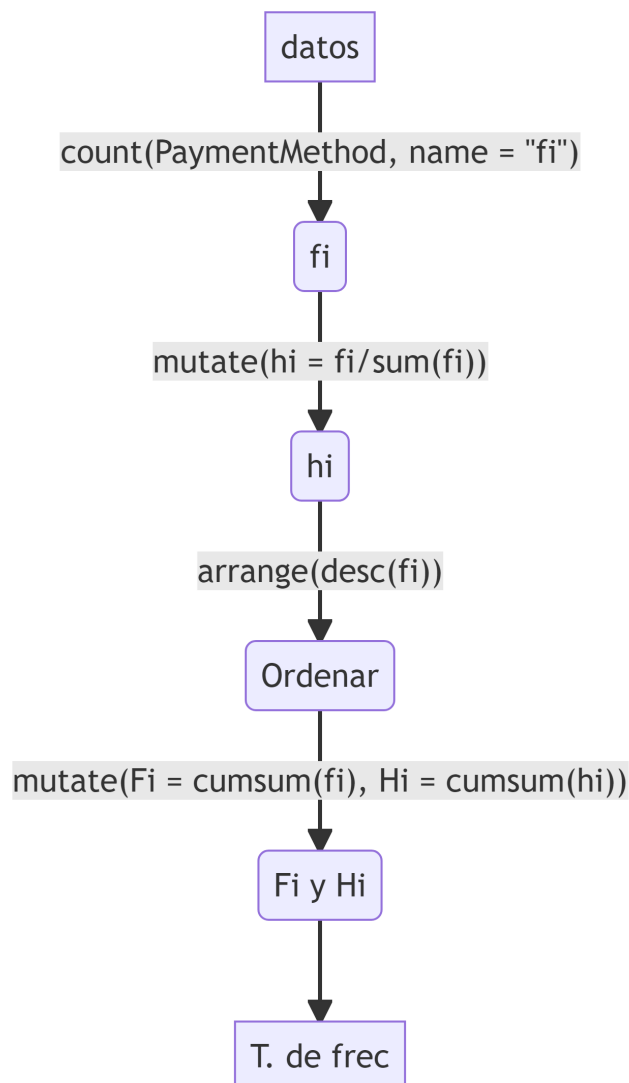 datos
count(PaymentMethod, name = "fi")
fi
mutate(hi = fi/sum(fi))
hi
arrange(desc(fi))
Ordenar
mutate(Fi = cumsum(fi), Hi = cumsum(hi))
Fi y Hi
T. de frec